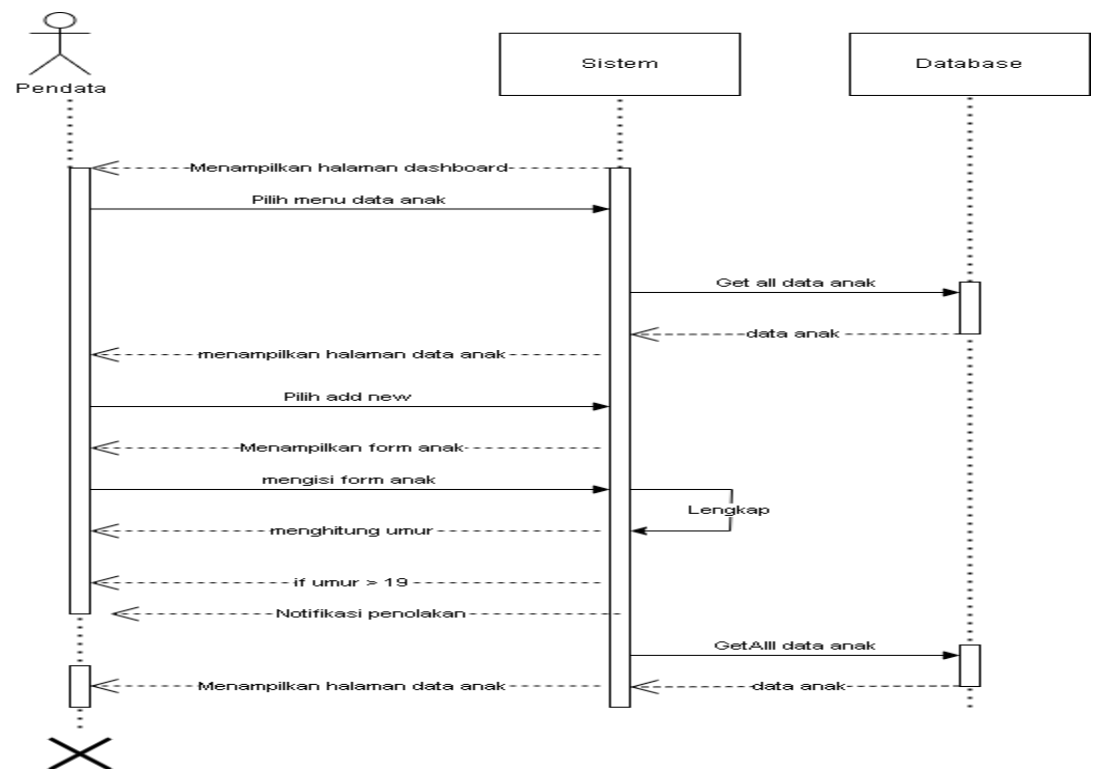 Pendata
Sistem
Database
Menampilkan halaman dashboard
Pilih menu data anak
Get all data anak
data anak
menampilkan halaman data anak
Pilih add new
Menampilkan form anak
mengisi form anak
Lengkap
menghitung umur
if umur > 19
Notifikasi penolakan
GetAlll data anak
Menampilkan halaman data anak
data anak